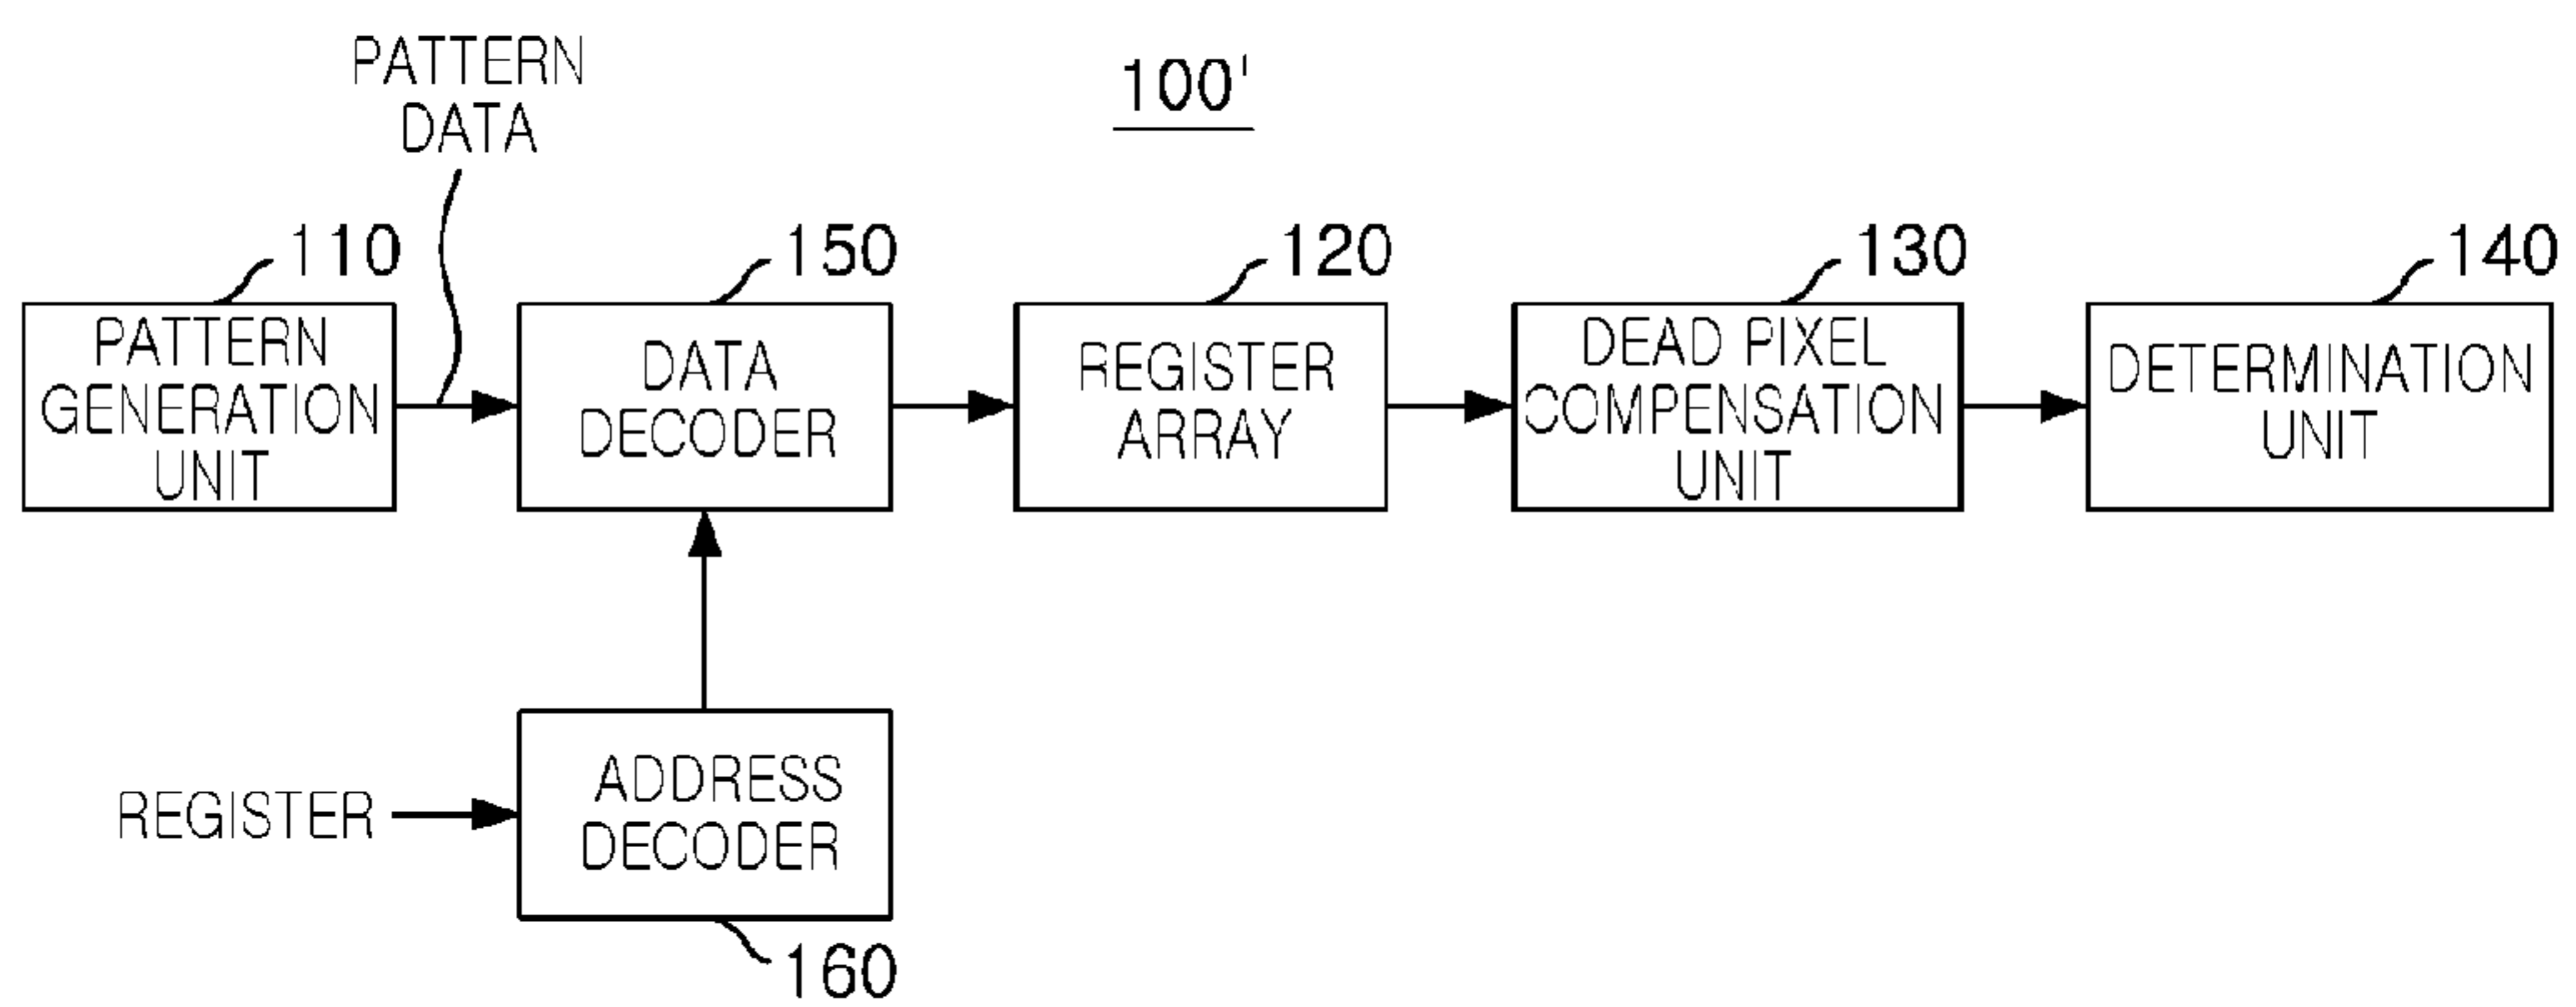 PATTERN
DATA
100'
110
150
120
130
140
PATTERN
GENERATION
UNIT
DATA
DECODER
REGISTER
ARRAY
DEAD PIXEL
COMPENSATION
UNIT
DETERMINATION
UNIT
REGISTER
ADDRESS
DECODER
160